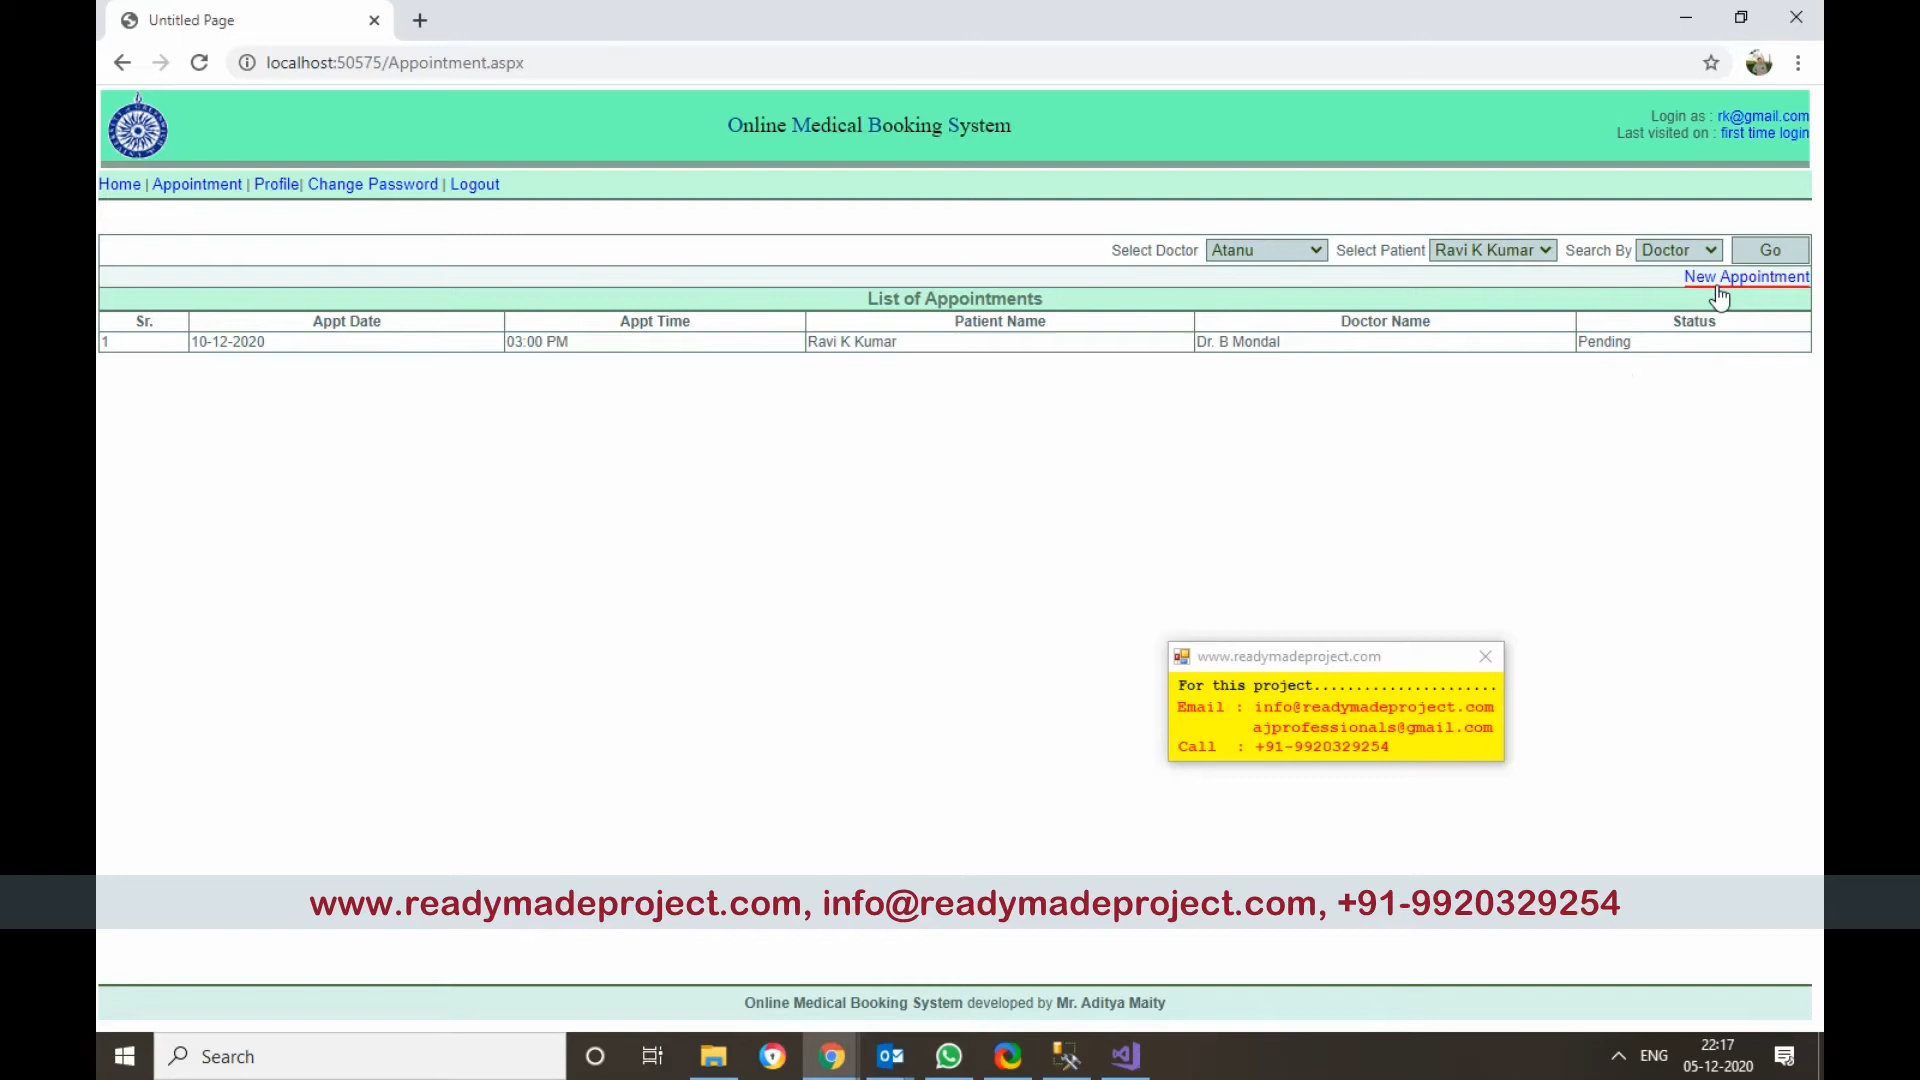 Untitled Page
localhost:50575/Appointment.aspx
Online Medical Booking System
Login as : rk@gmail.com
Last visited on : first time login
Home | Appointment | Profile| Change Password | Logout
Select Doctor Atanu Select Patient Ravi K Kumar Search By Doctor Go
New Appointment
List of Appointments
Sr. Appt Date Appt Time Patient Name Doctor Name Status
1 10-12-2020 03:00 PM Ravi K Kumar Dr. B Mondal Pending
www.readymadeproject.com
For this project......................
Email : info@readymadeproject.com
ajprofessionals@gmail.com
Call : +91-9920329254
www.readymadeproject.com, info@readymadeproject.com, +91-9920329254
Online Medical Booking System developed by Mr. Aditya Maity
Search
ENG
22:17
05-12-2020